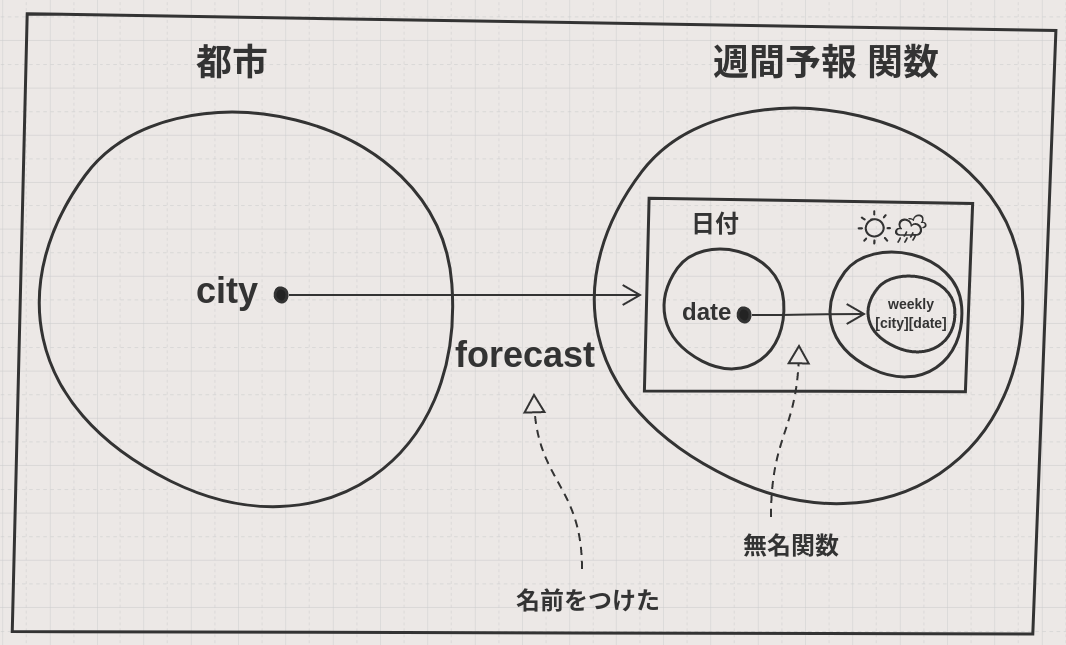 都市
週間予報 関数
日付
city
date
weekly
[city][date]
forecast
無名関数
名前をつけた